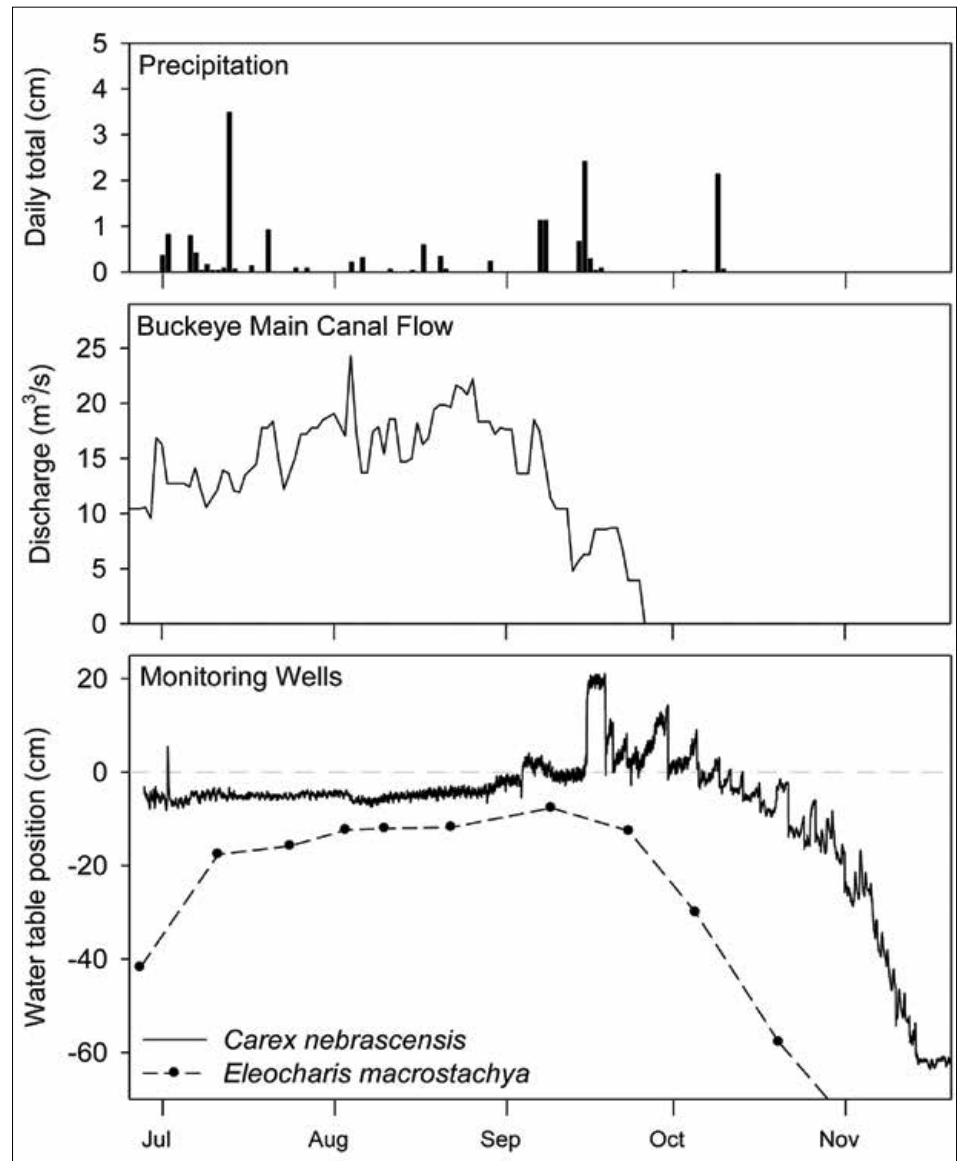 Precipitation
Daily total (cm)
5
4
3
2
1
0
Buckeye Main Canal Flow
Discharge (m³/s)
25
20
15
10
5
0
Monitoring Wells
Water table position (cm)
20
0
-20
-40
-60
Carex nebrascensis
Eleocharis macrostachya
Jul Aug Sep Oct Nov